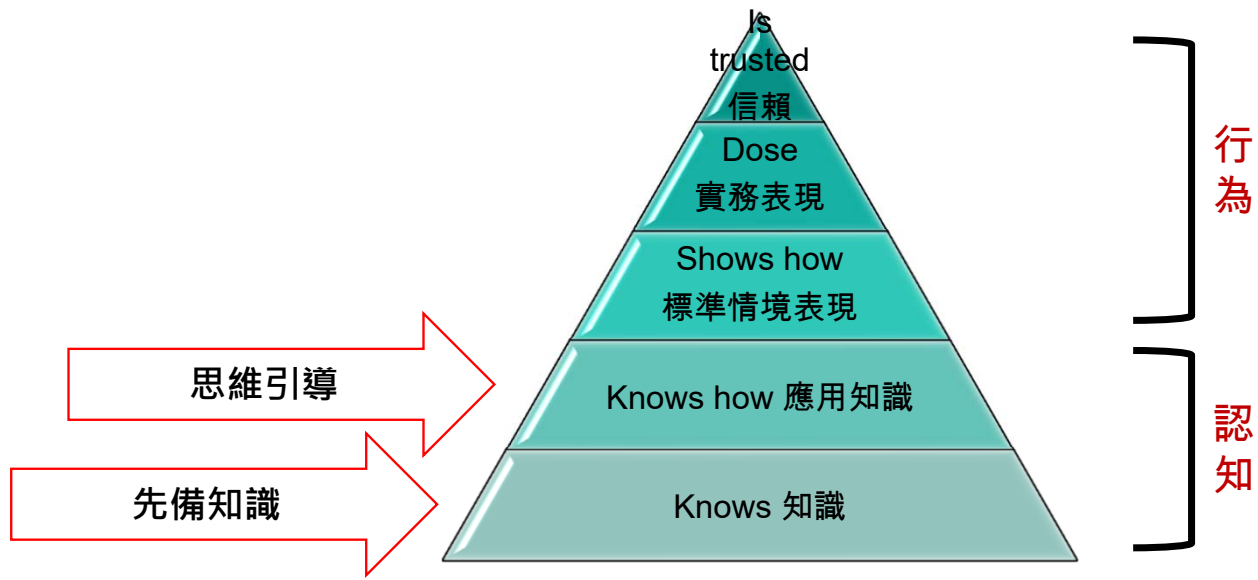 Is
trusted
信賴
Dose
實務表現
Shows how
標準情境表現
Knows how 應用知識
Knows 知識
思維引導
先備知識
行
為
認
知